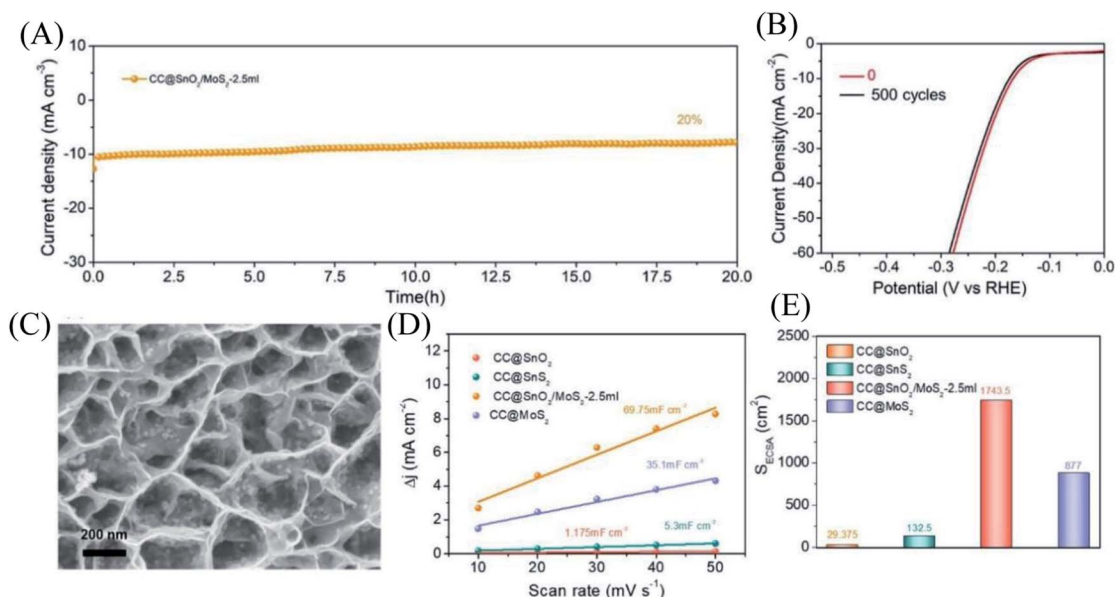 (A)
Current density (mA cm⁻³)
10
0
-10
-20
-30
CC@SnO₂/MoS₂-2.5ml
20%
0.0 2.5 5.0 7.5 10.0 12.5 15.0 17.5 20.0
Time(h)
(B)
Current Density(mA cm⁻²)
0
-10
-20
-30
-40
-50
-60
0
500 cycles
-0.5 -0.4 -0.3 -0.2 -0.1 0.0
Potential (V vs RHE)
(C)
200 nm
(D)
Δj (mA cm⁻²)
12
10
8
6
4
2
0
CC@SnO₂
CC@SnS₂
CC@SnO₂/MoS₂-2.5ml
CC@MoS₂
69.75mF cm⁻²
35.1mF cm⁻²
1.175mF cm⁻²
5.3mF cm⁻²
10 20 30 40 50
Scan rate (mV s⁻¹)
(E)
S_ECSA (cm²)
2500
2000
1500
1000
500
0
CC@SnO₂
CC@SnS₂
CC@SnO₂/MoS₂-2.5ml
CC@MoS₂
29.375
132.5
1743.5
877